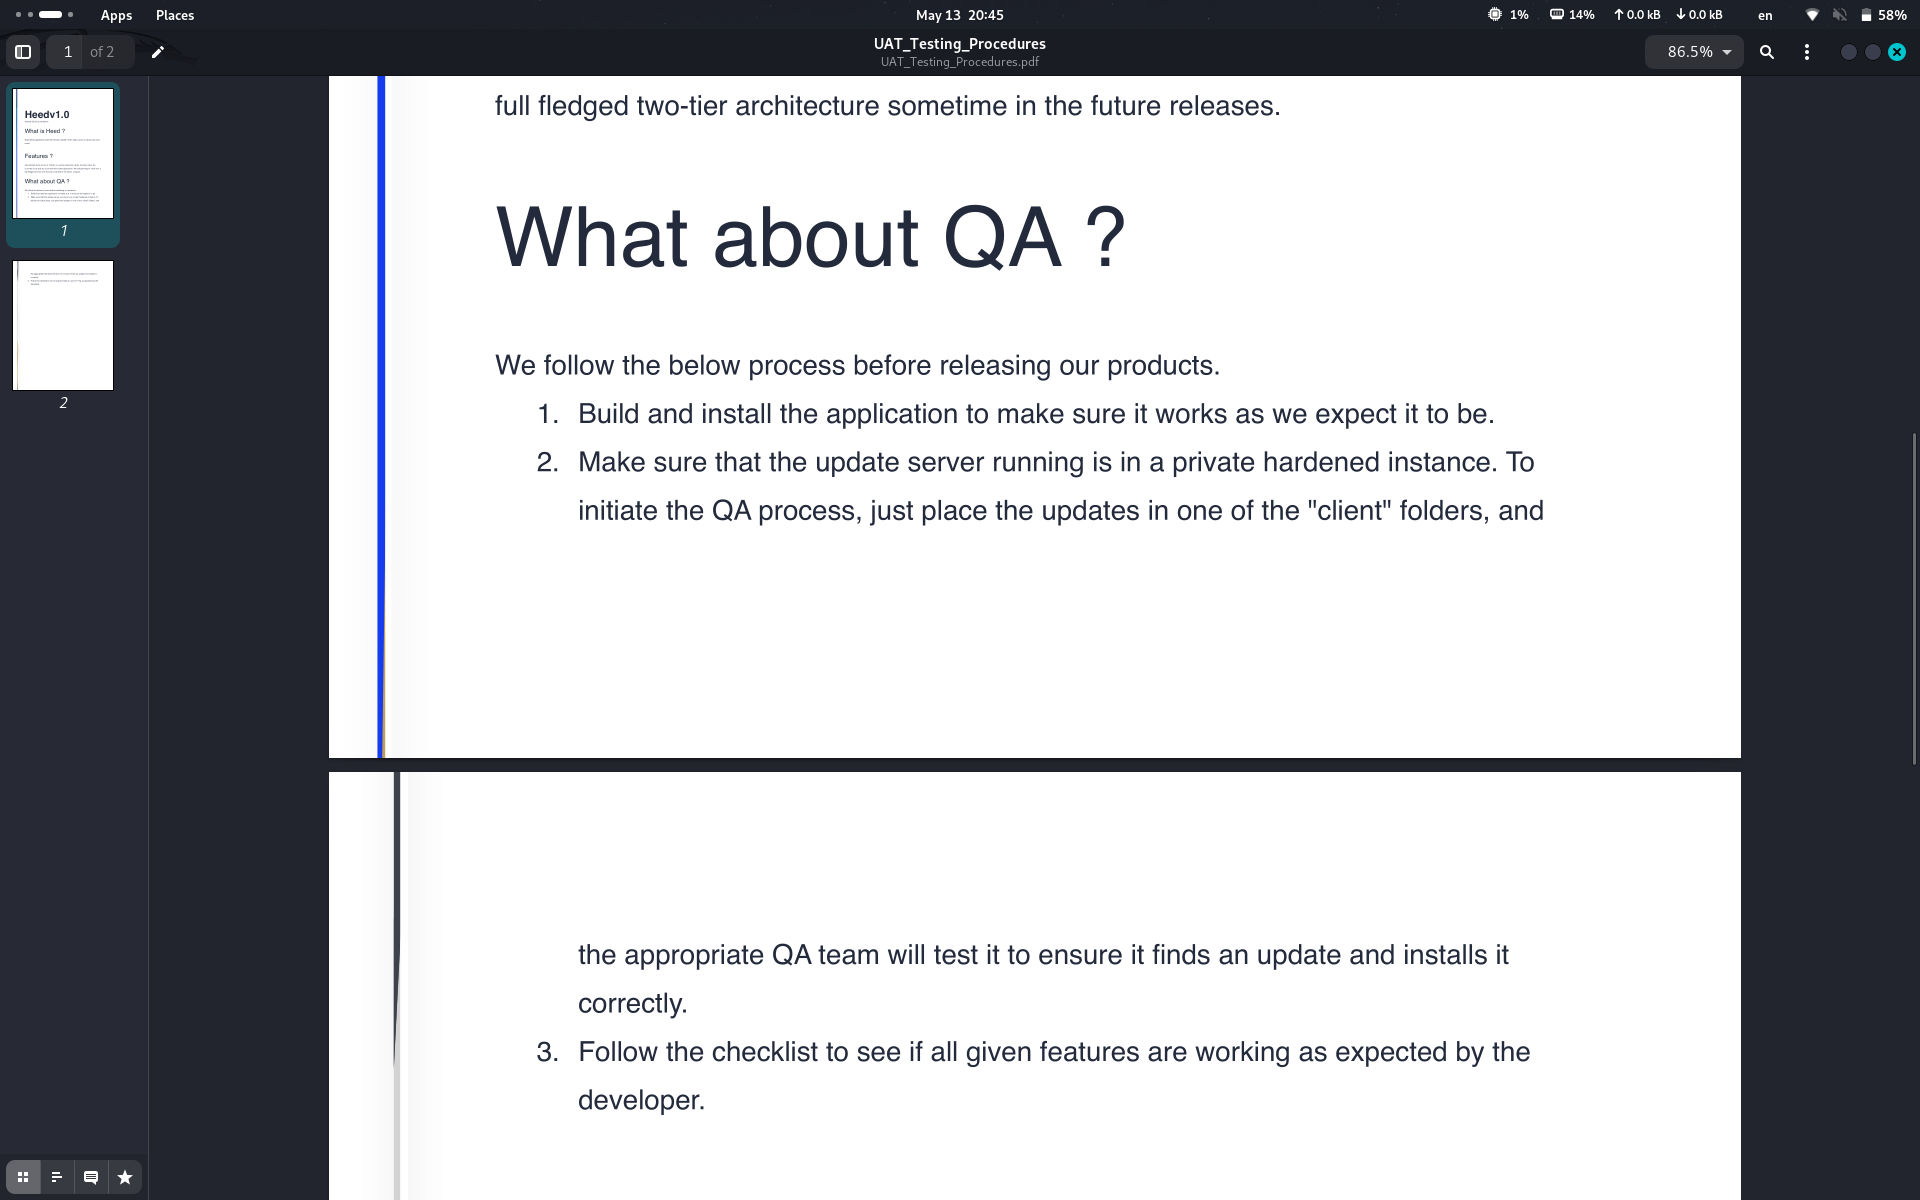 Apps Places May 13 20:45 1% 14% 0.0 kB 0.0 kB en 58%
1 of 2 UAT_Testing_Procedures 86.5%
UAT_Testing_Procedures.pdf
Heedv1.0
What is Heed ?
Features ?
What about QA ?
1
2
full fledged two-tier architecture sometime in the future releases.
What about QA ?
We follow the below process before releasing our products.
1. Build and install the application to make sure it works as we expect it to be.
2. Make sure that the update server running is in a private hardened instance. To
initiate the QA process, just place the updates in one of the "client" folders, and
the appropriate QA team will test it to ensure it finds an update and installs it
correctly.
3. Follow the checklist to see if all given features are working as expected by the
developer.